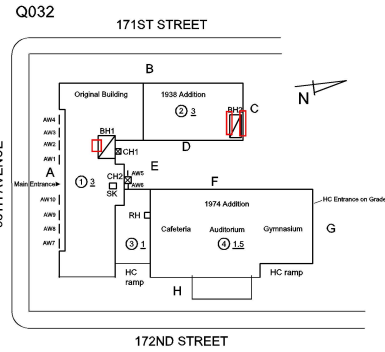 Q032
171ST STREET
B
Original Building
1938 Addition
2 3
C
N
BH2
AW4
AW3
AW2
AW1
BH1
CH1
D
E
A
Main Entrance
1 3
CH2
AW5
AW6
SK
F
AW10
AW9
AW8
AW7
RH
1974 Addition
HC Entrance on Grade
Cafeteria
Auditorium
Gymnasium
G
3 1
4 1.5
HC
ramp
HC ramp
H
172ND STREET
AVENUE